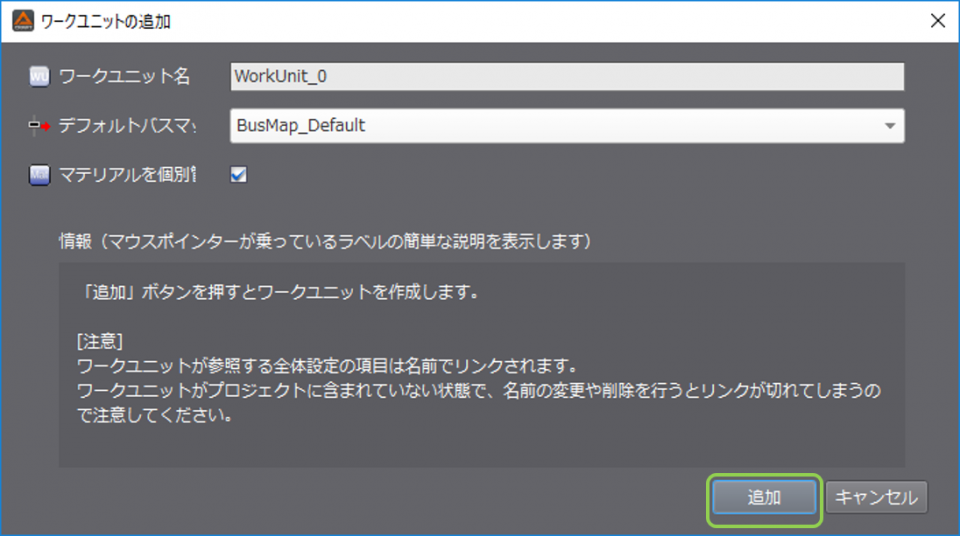 ワークユニットの追加
ワークユニット名 WorkUnit_0
デフォルトバスマッ BusMap_Default
マテリアルを個別
情報（マウスポインターが乗っているラベルの簡単な説明を表示します）
「追加」ボタンを押すとワークユニットを作成します。
[注意]
ワークユニットが参照する全体設定の項目は名前でリンクされます。
ワークユニットがプロジェクトに含まれていない状態で、名前の変更や削除を行うとリンクが切れてしまうの
で注意してください。
追加 キャンセル